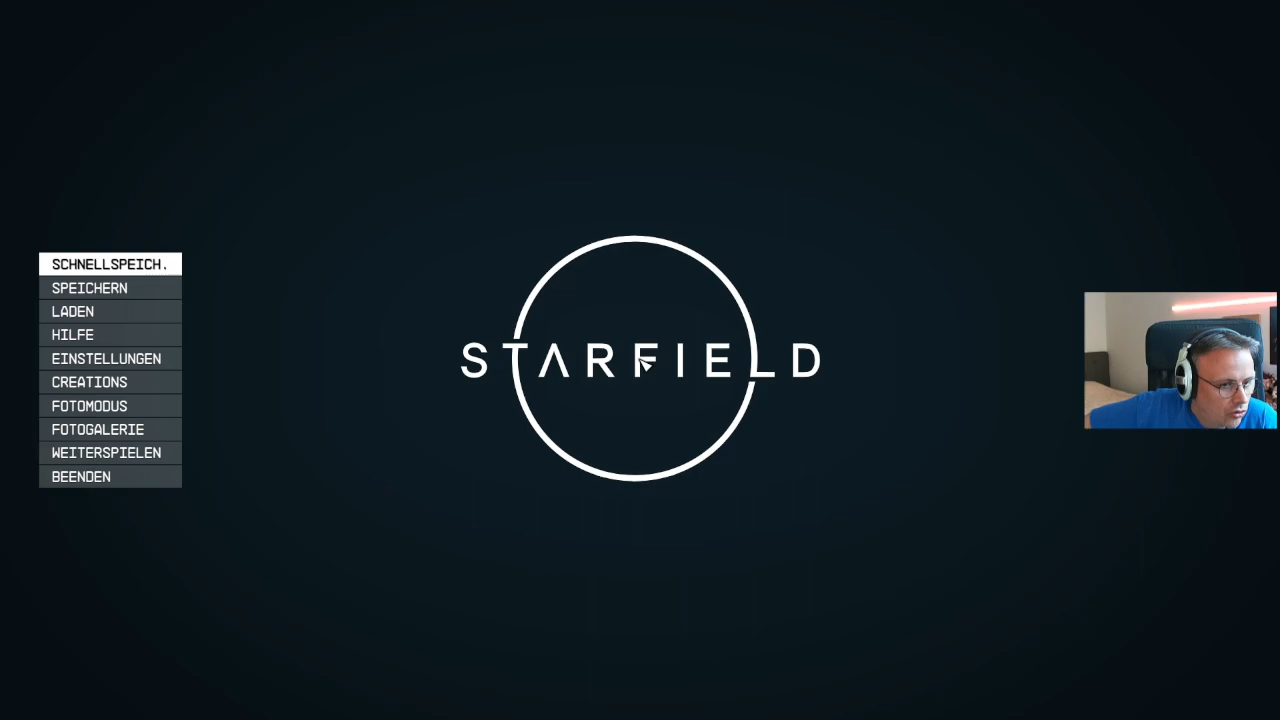 SCHNELLSPEICH.
SPEICHERN
LADEN
HILFE
EINSTELLUNGEN
CREATIONS
FOTOMODUS
FOTOGALERIE
WEITERSPIELEN
BEENDEN
STARFIELD